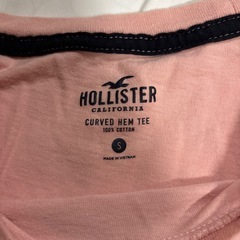 HOLLISTER
CALIFORNIA
CURVED HEM TEE
100% COTTON
S
MADE IN VIETNAM